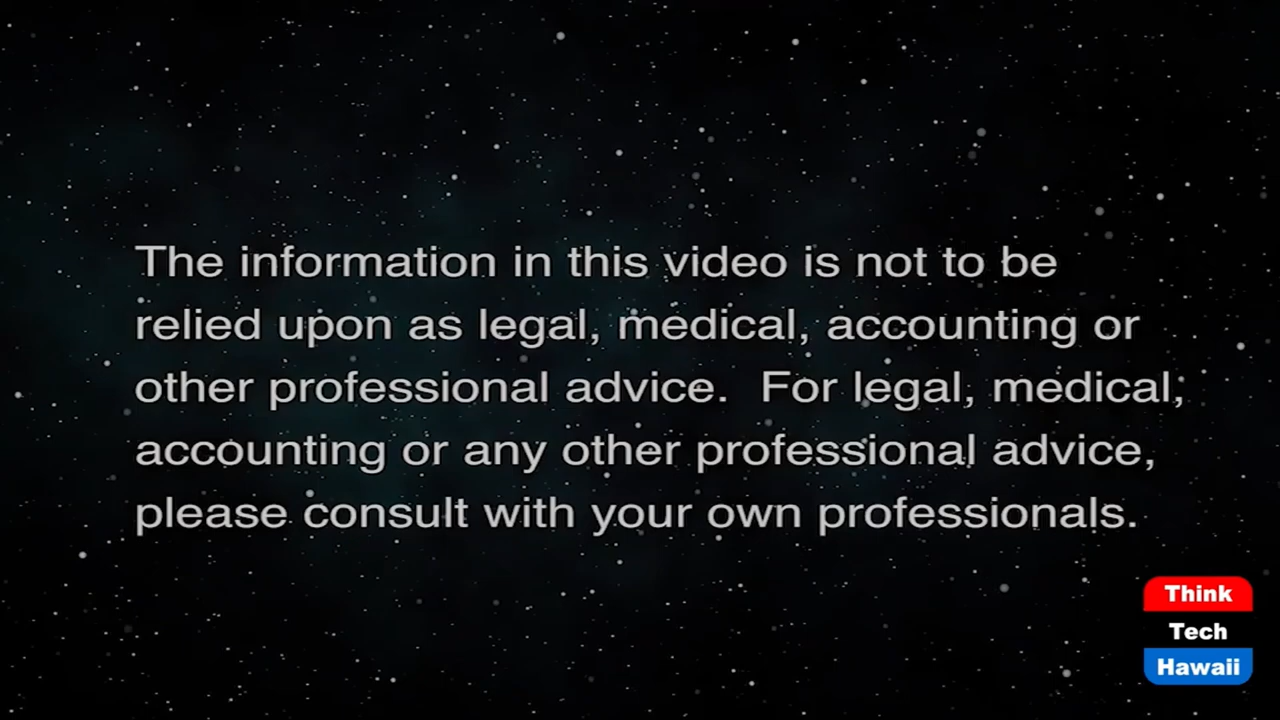 The information in this video is not to be
relied upon as legal, medical, accounting or
other professional advice.  For legal, medical,
accounting or any other professional advice,
please consult with your own professionals.
Think
Tech
Hawaii